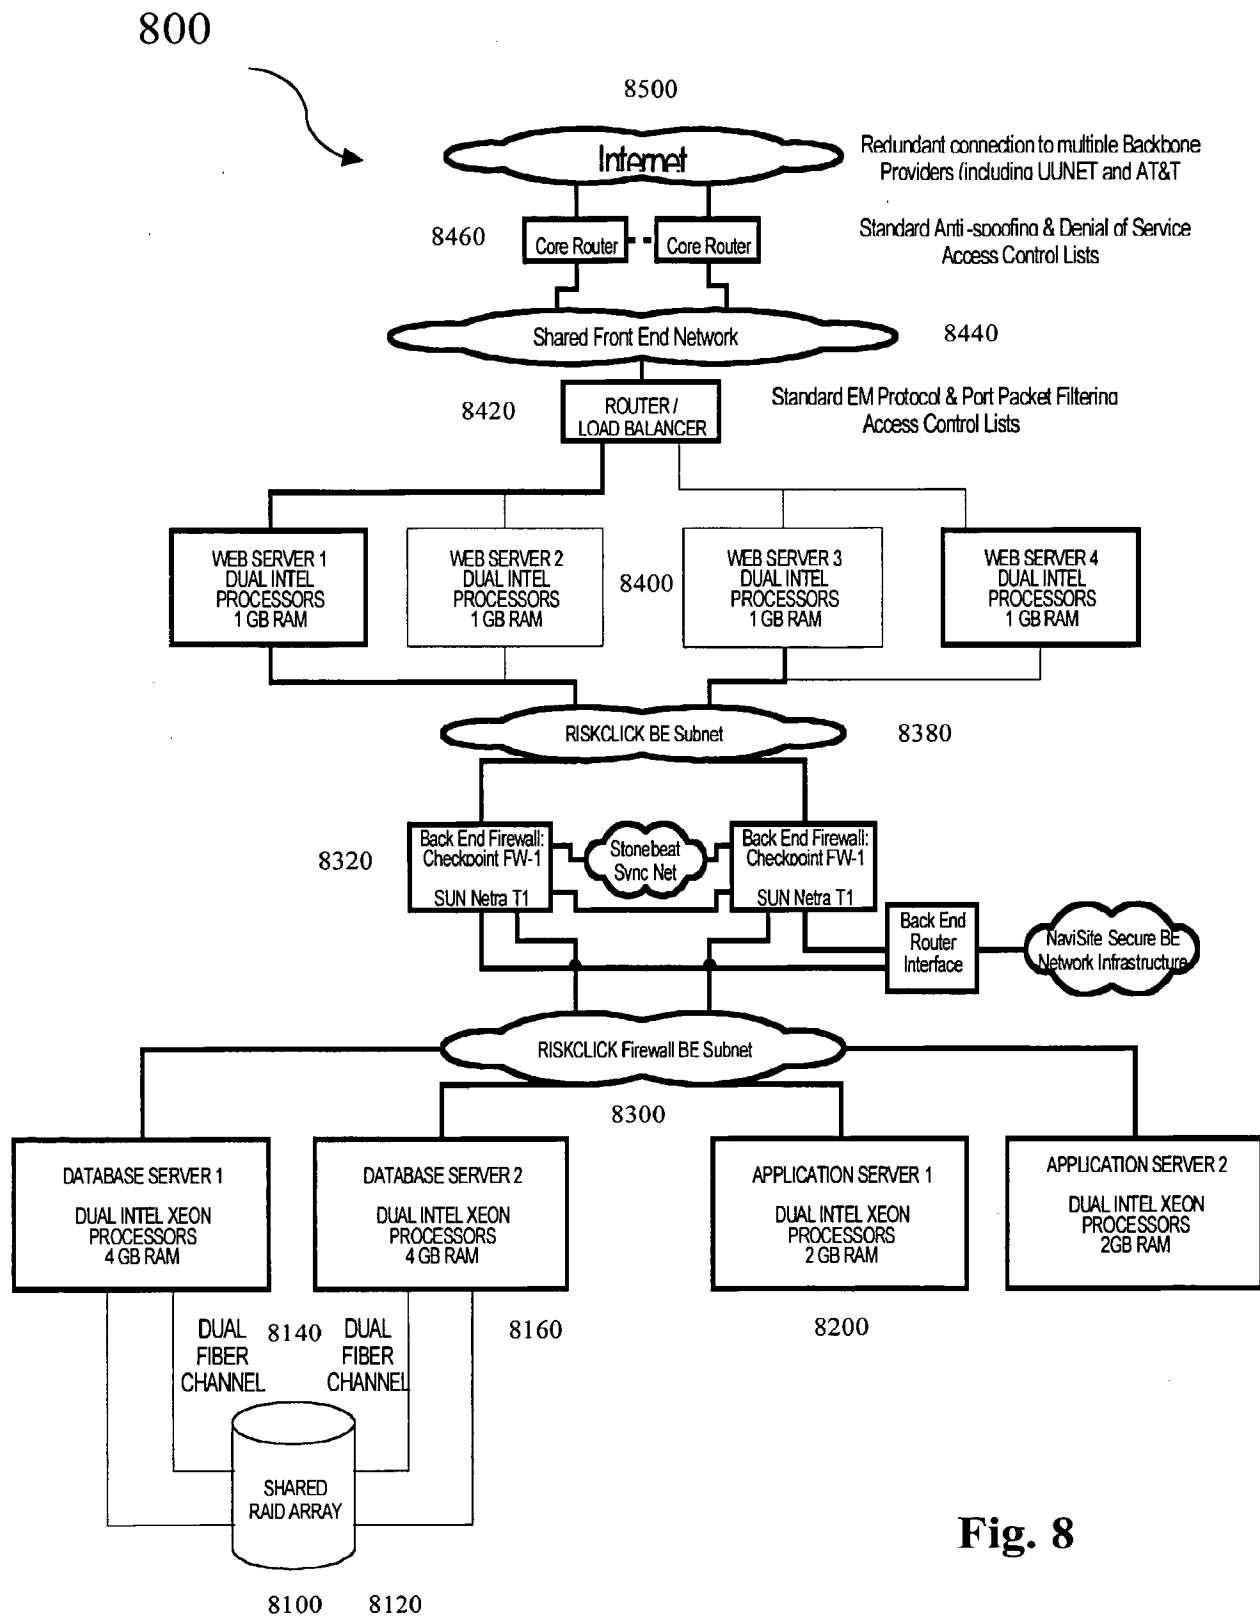 800
8500
Internet
Redundant connection to multiple Backbone
Providers (including UUNET and AT&T
8460
Core Router
Core Router
Standard Anti-spoofing & Denial of Service
Access Control Lists
Shared Front End Network
8440
8420
ROUTER /
LOAD BALANCER
Standard EM Protocol & Port Packet Filtering
Access Control Lists
WEB SERVER 1
DUAL INTEL
PROCESSORS
1 GB RAM
WEB SERVER 2
DUAL INTEL
PROCESSORS
1 GB RAM
8400
WEB SERVER 3
DUAL INTEL
PROCESSORS
1 GB RAM
WEB SERVER 4
DUAL INTEL
PROCESSORS
1 GB RAM
RISKCLICK BE Subnet
8380
8320
Back End Firewall:
Checkpoint FW-1
SUN Netra T1
Stonebeat
Sync Net
Back End Firewall:
Checkpoint FW-1
SUN Netra T1
Back End
Router
Interface
NaviSite Secure BE
Network Infrastructure
RISKCLICK Firewall BE Subnet
8300
DATABASE SERVER 1
DUAL INTEL XEON
PROCESSORS
4 GB RAM
DATABASE SERVER 2
DUAL INTEL XEON
PROCESSORS
4 GB RAM
APPLICATION SERVER 1
DUAL INTEL XEON
PROCESSORS
2 GB RAM
APPLICATION SERVER 2
DUAL INTEL XEON
PROCESSORS
2GB RAM
DUAL
FIBER
CHANNEL
8140
DUAL
FIBER
CHANNEL
8160
8200
SHARED
RAID ARRAY
Fig. 8
8100
8120